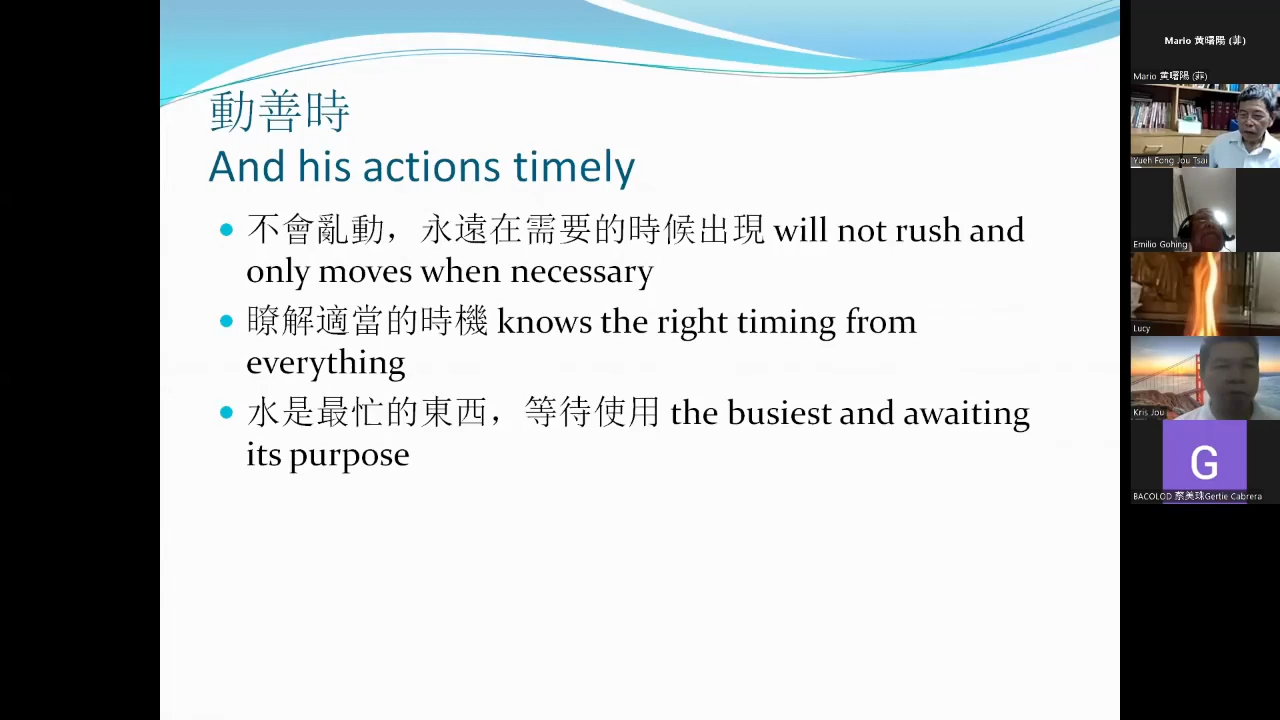 動善時
And his actions timely
不會亂動，永遠在需要的時候出現 will not rush and
only moves when necessary
瞭解適當的時機 knows the right timing from
everything
水是最忙的東西，等待使用 the busiest and awaiting
its purpose
Mario 黄曙陽 (菲)
Mario 黄曙陽 (菲)
Yueh Fong Jou Tsai
Emilio Gohing
Lucy
Kris Jou
G
BACOLOD 蔡美珠Gertie Cabrera